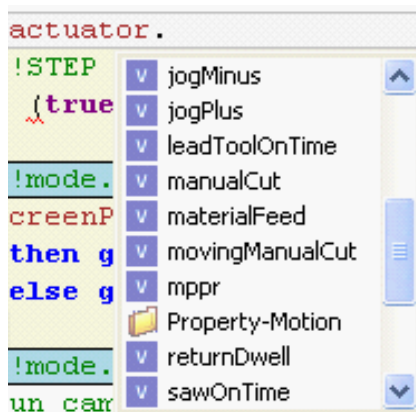 actuator.
!STEP
(true
!mode.
creenP
then g
else g
!mode.
un cam
jogMinus
jogPlus
leadToolOnTime
manualCut
materialFeed
movingManualCut
mppr
Property-Motion
returnDwell
sawOnTime